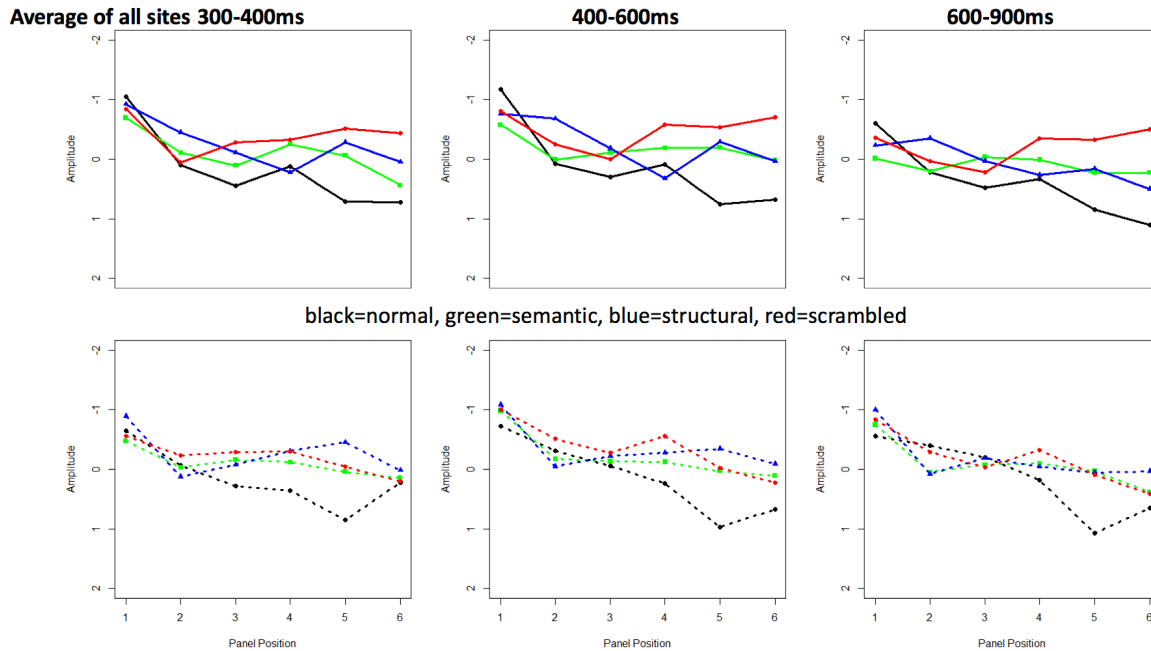 Average of all sites 300-400ms
400-600ms
600-900ms
-2
-1
0
1
2
Amplitude
-2
-1
0
1
2
Amplitude
-2
-1
0
1
2
Amplitude
black=normal, green=semantic, blue=structural, red=scrambled
-2
-1
0
1
2
Amplitude
1 2 3 4 5 6
Panel Position
-2
-1
0
1
2
Amplitude
1 2 3 4 5 6
Panel Position
-2
-1
0
1
2
Amplitude
1 2 3 4 5 6
Panel Position